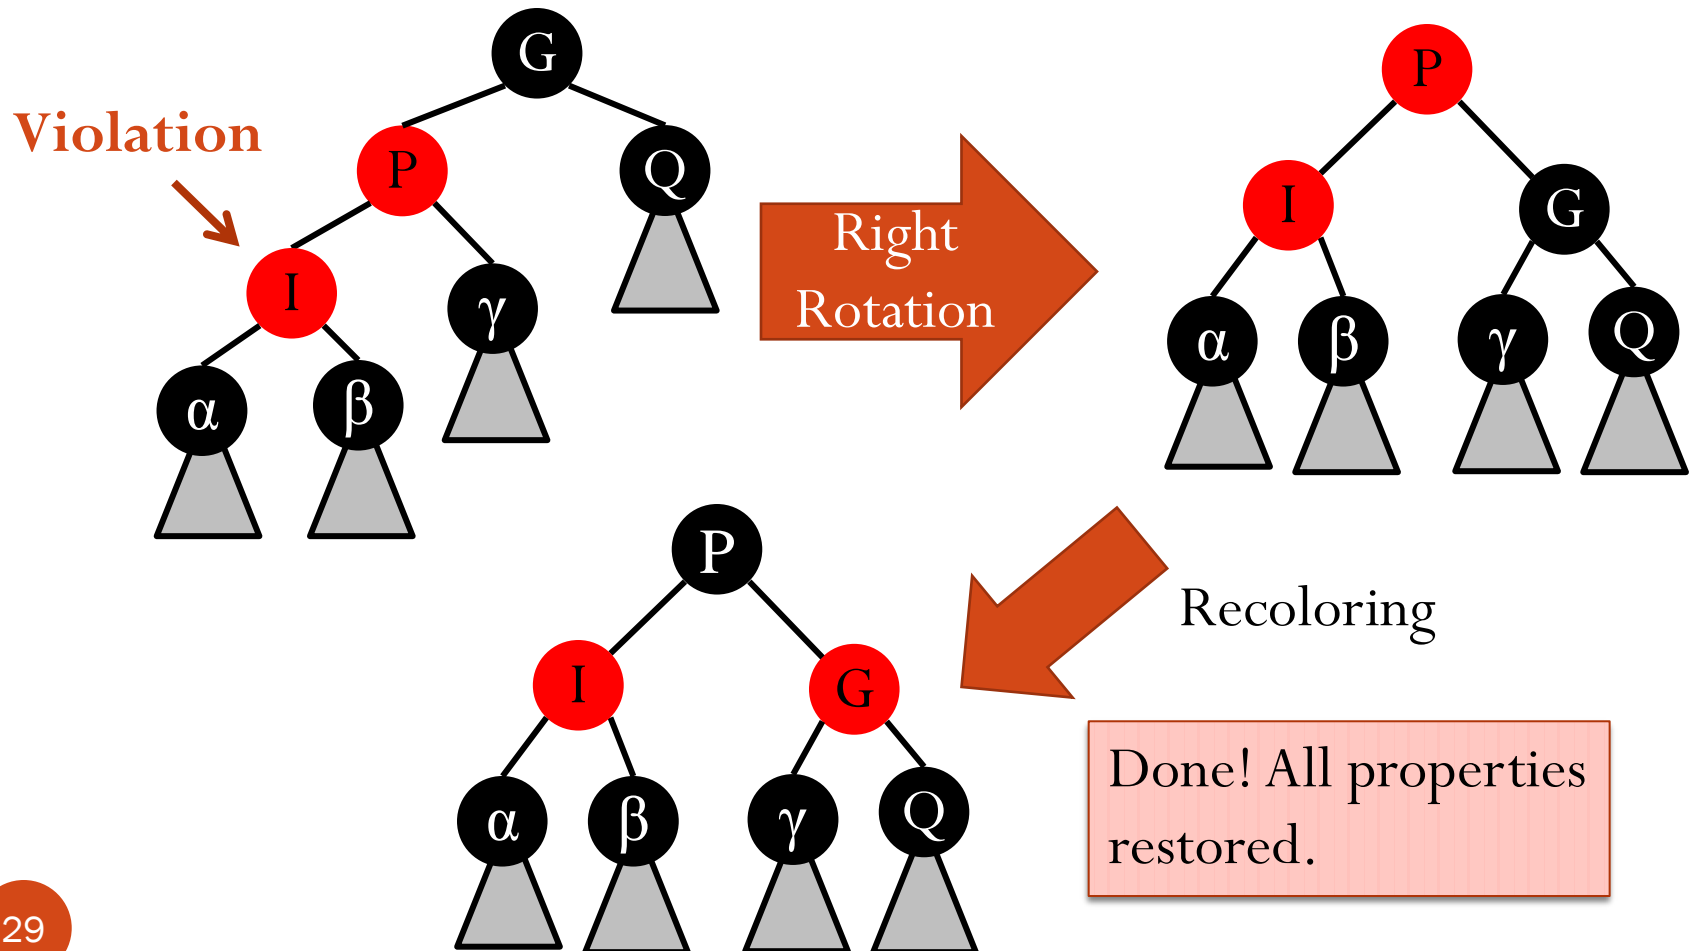 G
Violation
P
Q
I
γ
α
β
Right
Rotation
P
I
G
α
β
γ
Q
P
Recoloring
I
G
α
β
γ
Q
Done! All properties
restored.
29